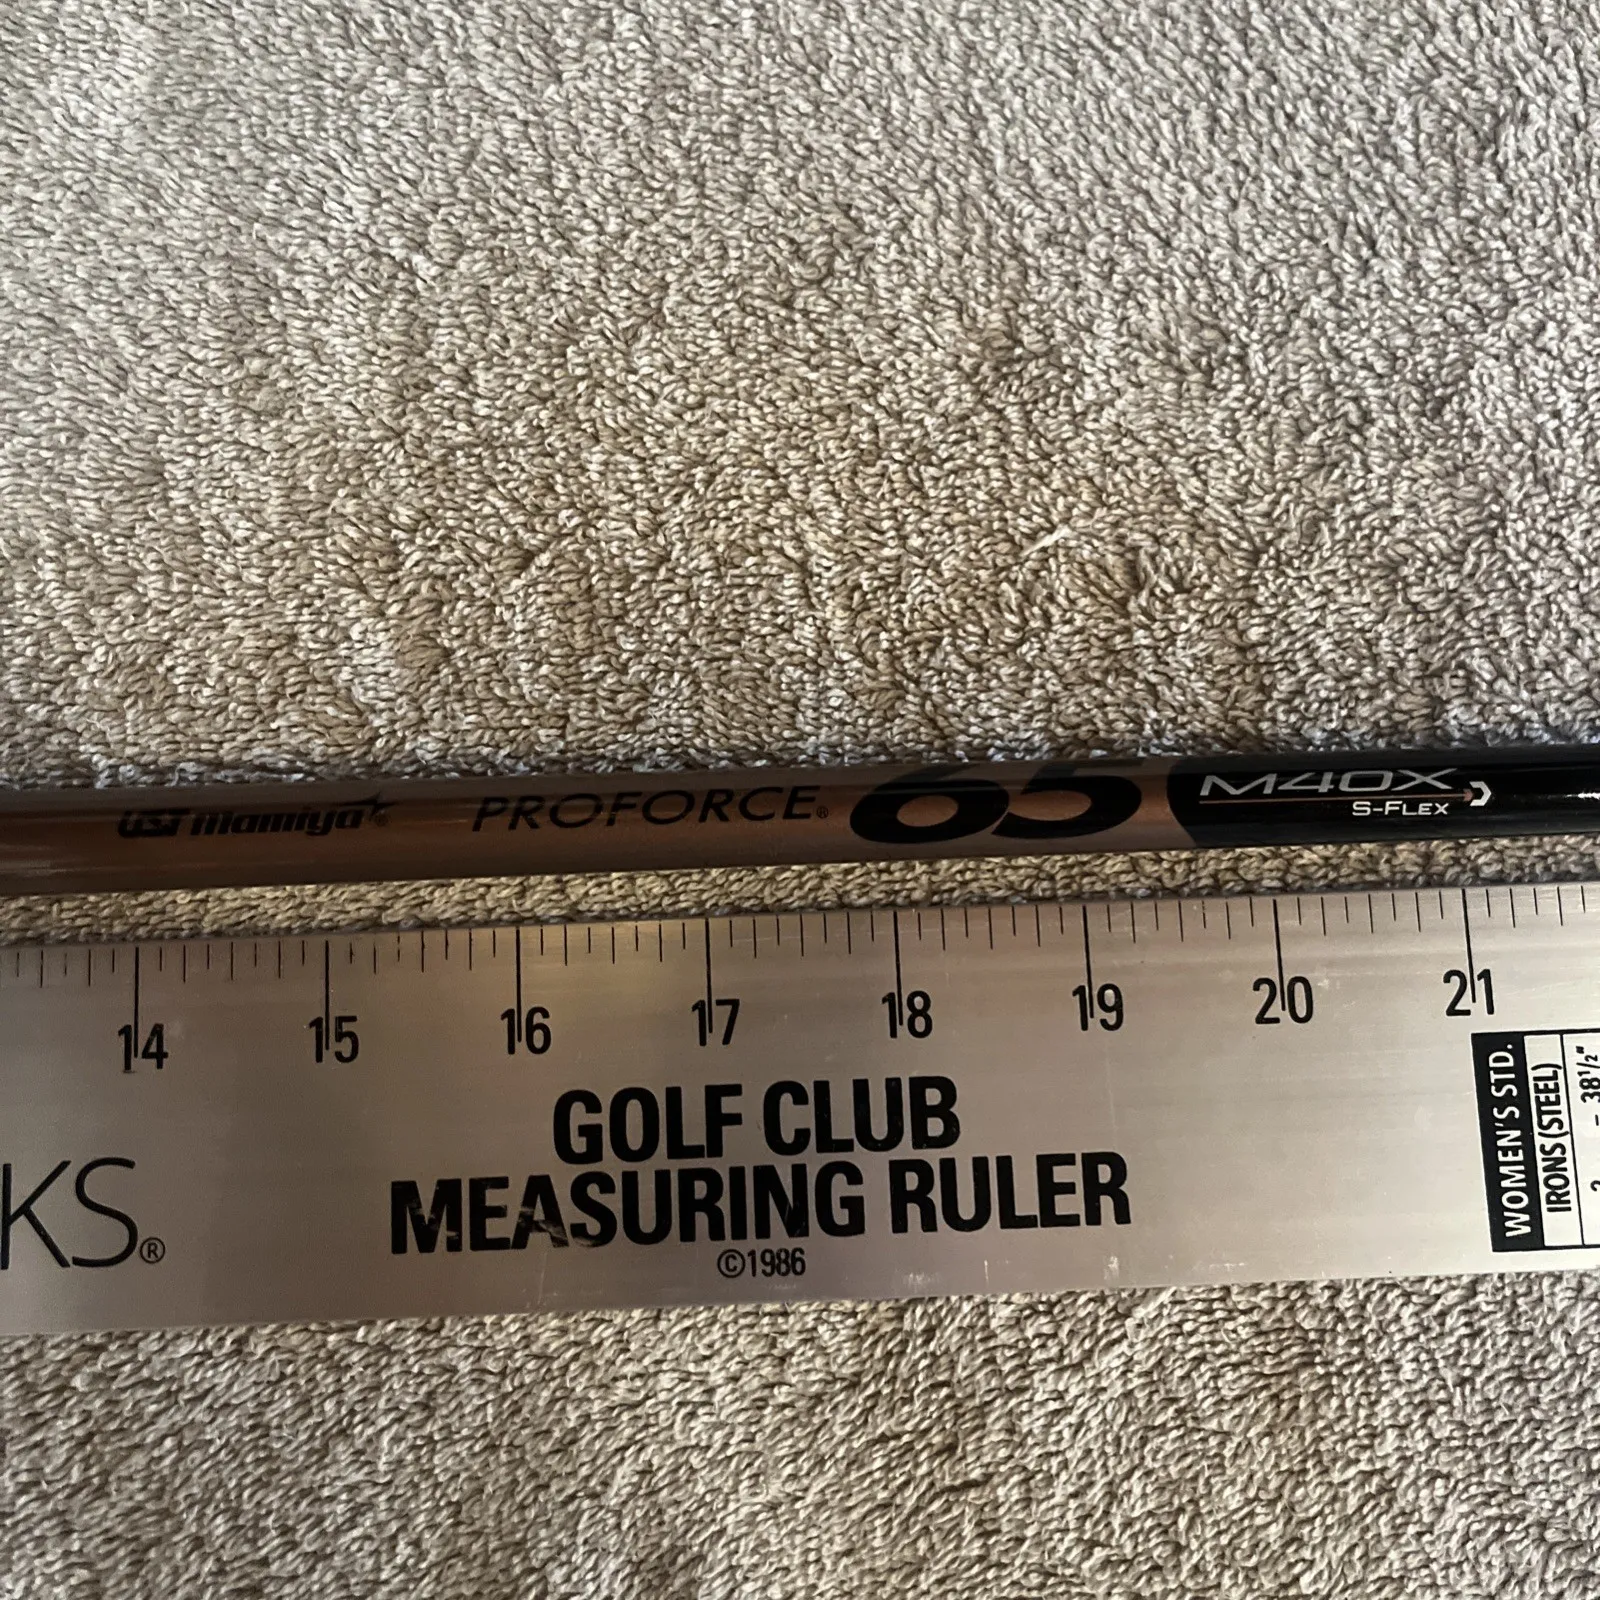 UST Mamiya® PROFORCE® 65 M40X
S-FLEX
14 15 16 17 18 19 20 21
GOLF CLUB
MEASURING RULER
©1986
KS®
WOMEN'S STD.
IRONS (STEEL)
- 38½"